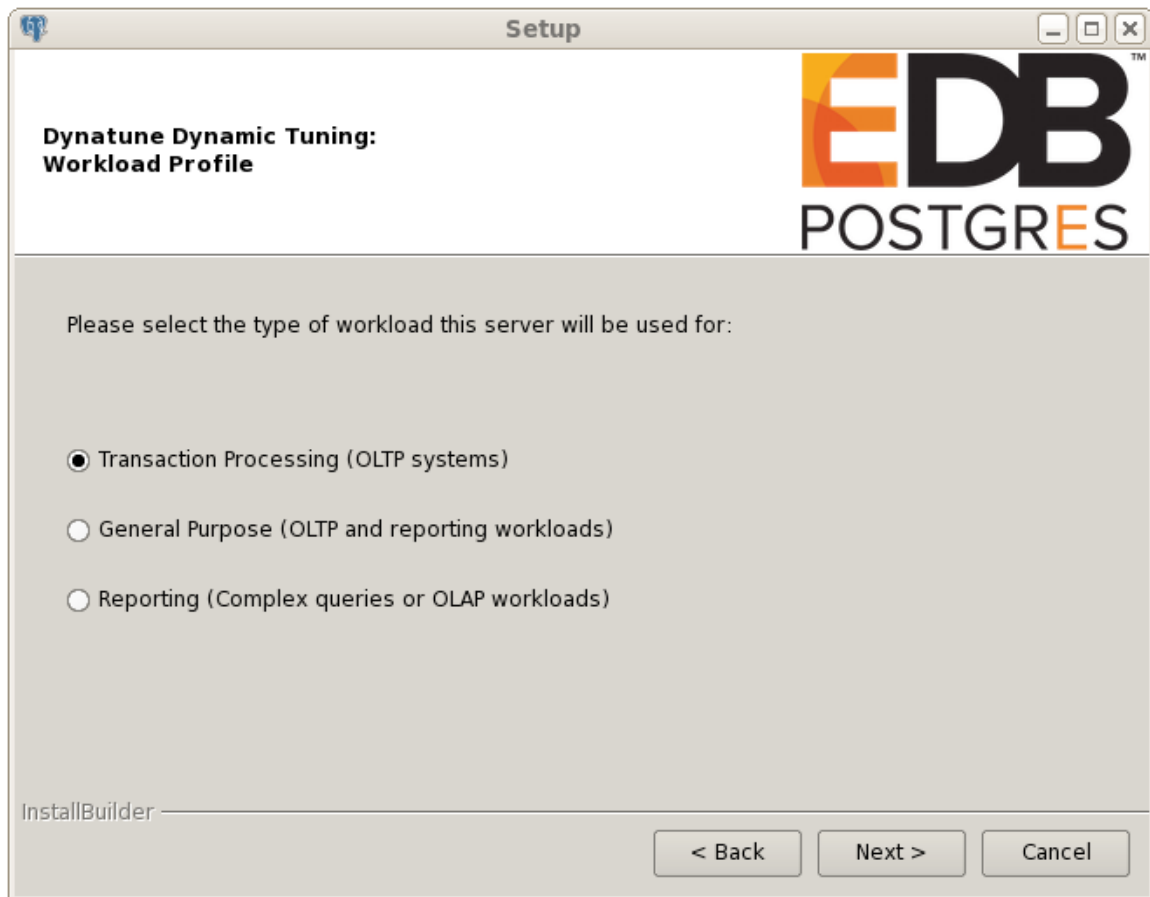 Setup
Dynatune Dynamic Tuning:
Workload Profile
EDB™
POSTGRES
Please select the type of workload this server will be used for:
Transaction Processing (OLTP systems)
General Purpose (OLTP and reporting workloads)
Reporting (Complex queries or OLAP workloads)
InstallBuilder
< Back Next > Cancel